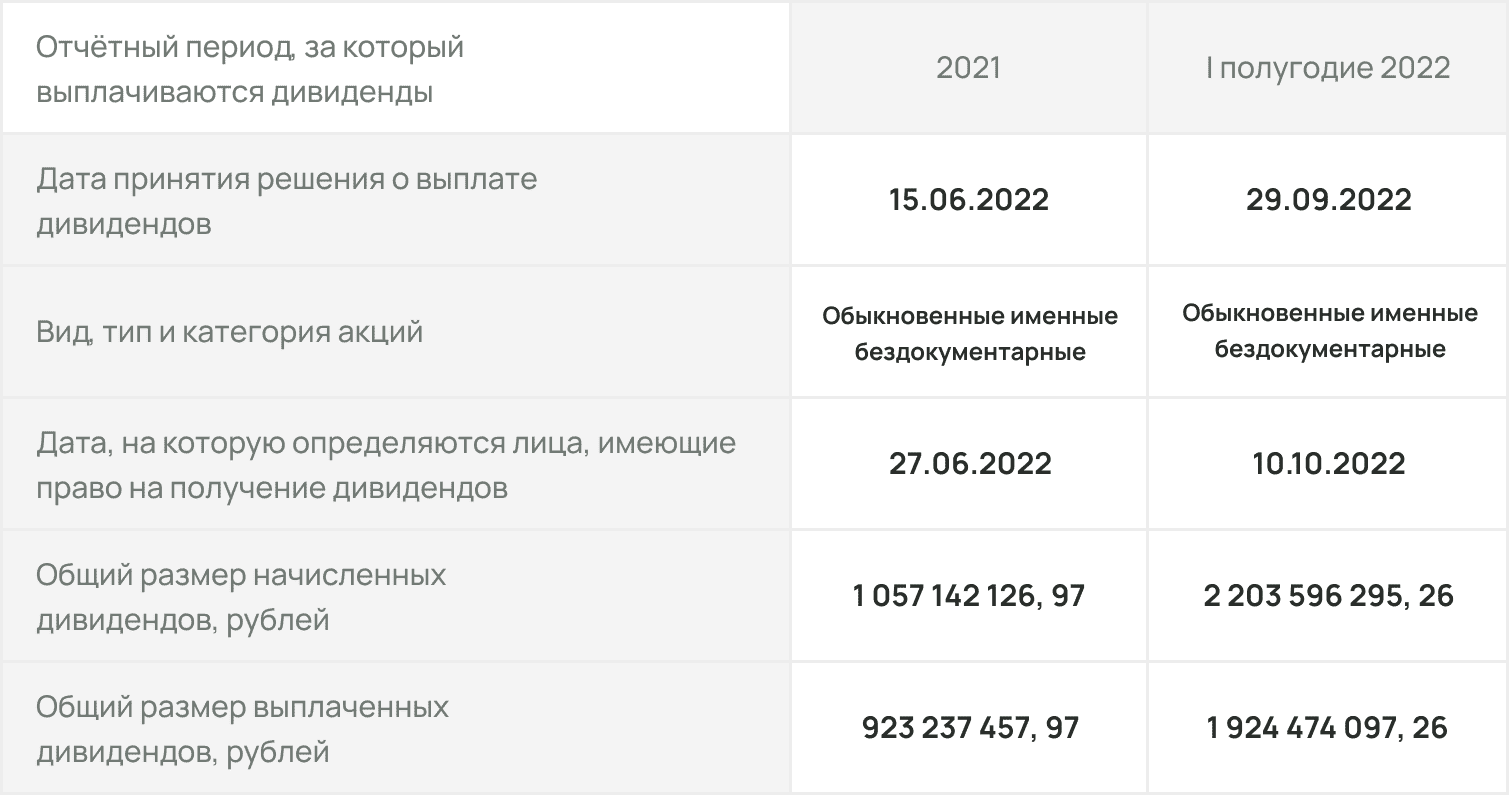 Отчётный период, за который
выплачиваются дивиденды
2021
I полугодие 2022
Дата принятия решения о выплате
дивидендов
15.06.2022
29.09.2022
Вид, тип и категория акций
Обыкновенные именные
бездокументарные
Обыкновенные именные
бездокументарные
Дата, на которую определяются лица, имеющие
право на получение дивидендов
27.06.2022
10.10.2022
Общий размер начисленных
дивидендов, рублей
1 057 142 126, 97
2 203 596 295, 26
Общий размер выплаченных
дивидендов, рублей
923 237 457, 97
1 924 474 097, 26